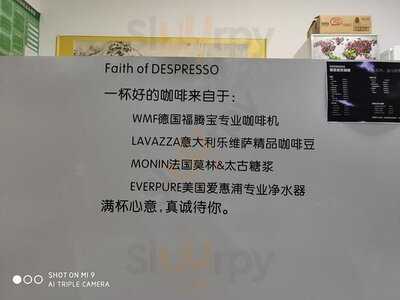 Faith of DESPRESSO
一杯好的咖啡来自于：
WMF德国福腾宝专业咖啡机
LAVAZZA意大利乐维萨精品咖啡豆
MONIN法国莫林&太古糖浆
EVERPURE美国爱惠浦专业净水器
满杯心意，真诚待你。
SHOT ON MI 9
AI TRIPLE CAMERA
Sluurpy
Sluurpy